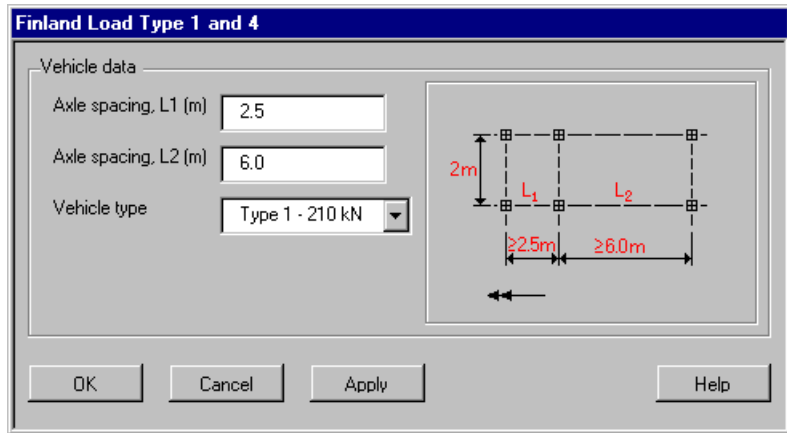 Finland Load Type 1 and 4
Vehicle data
Axle spacing, L1 (m) 2.5
Axle spacing, L2 (m) 6.0
Vehicle type Type 1 - 210 kN
2m
L₁ L₂
≥2.5m ≥6.0m
OK Cancel Apply Help